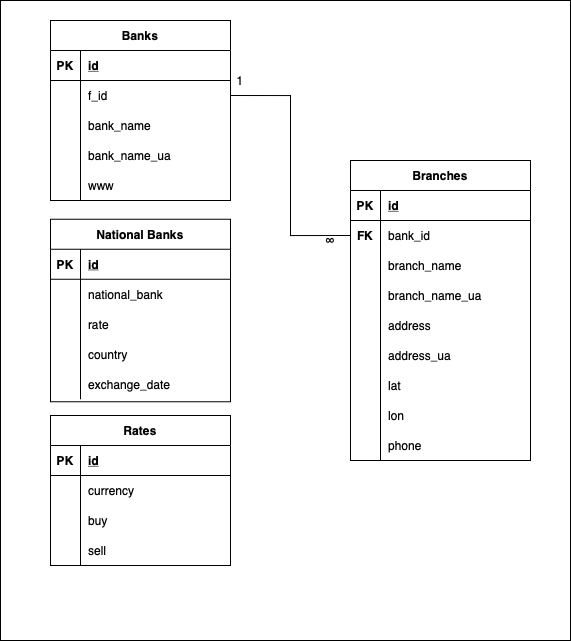 Banks
PK id
f_id
bank_name
bank_name_ua
www
1
∞
National Banks
PK id
national_bank
rate
country
exchange_date
Rates
PK id
currency
buy
sell
Branches
PK id
FK bank_id
branch_name
branch_name_ua
address
address_ua
lat
lon
phone